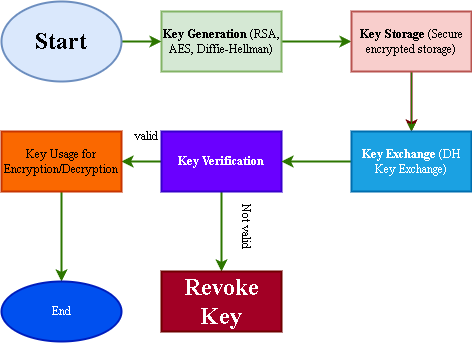 Start
Key Generation (RSA,
AES, Diffie-Hellman)
Key Storage (Secure
encrypted storage)
Key Exchange (DH
Key Exchange)
Key Verification
valid
Key Usage for
Encryption/Decryption
Not valid
Revoke
Key
End